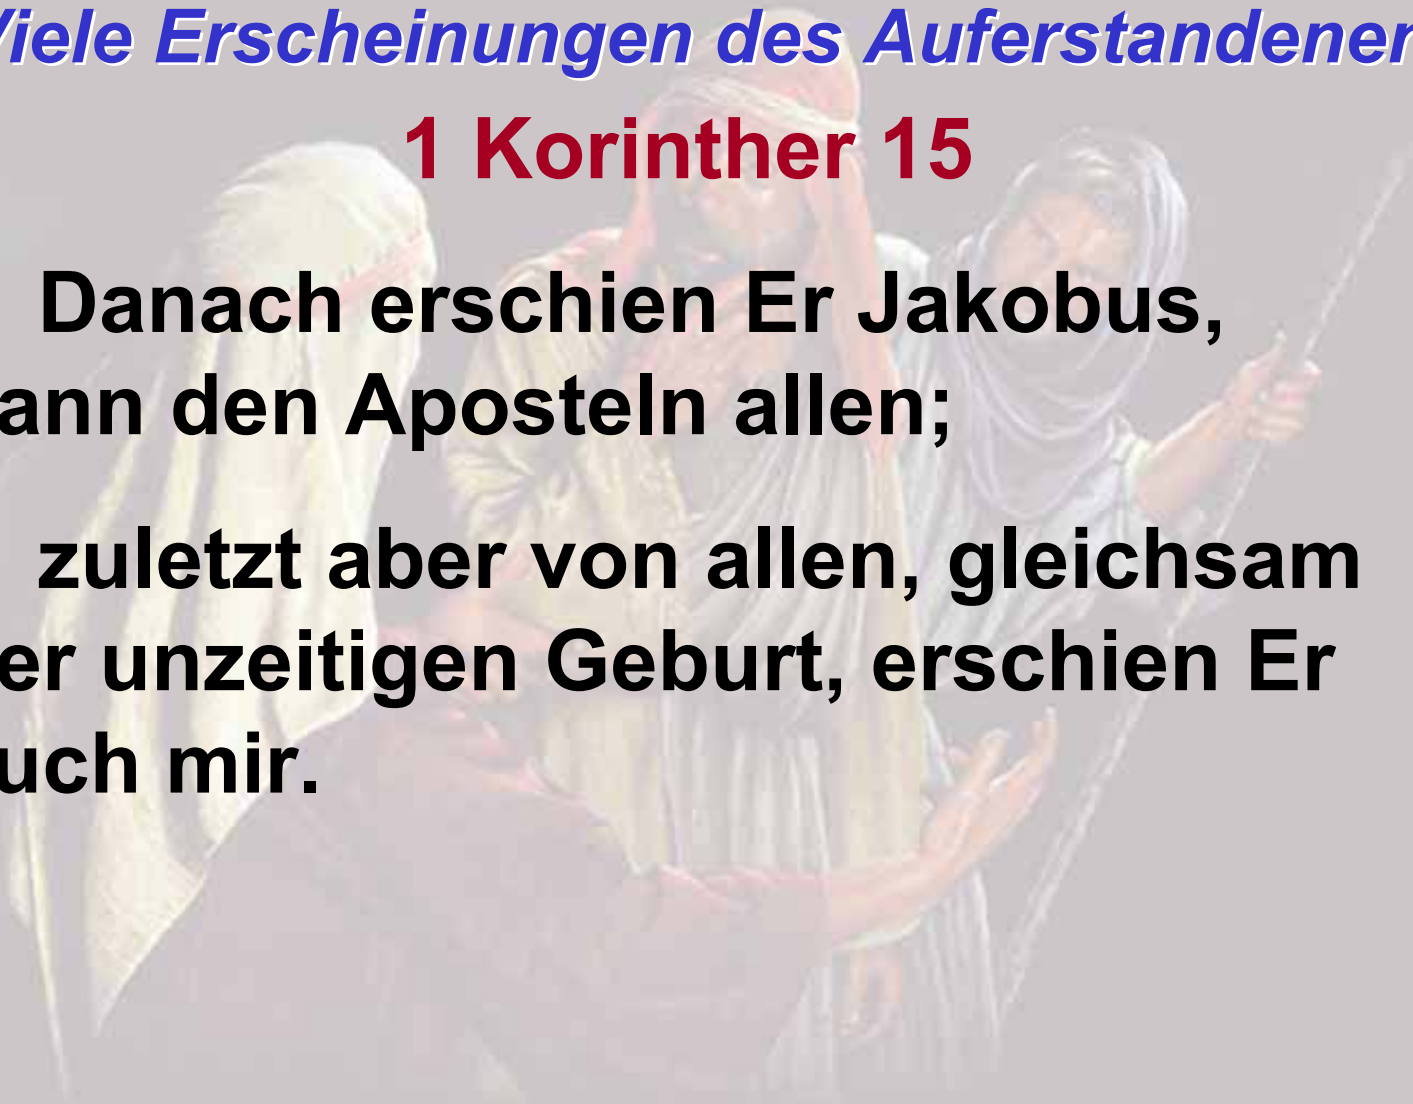 Viele Erscheinungen des Auferstandenen
1 Korinther 15
Danach erschien Er Jakobus,
ann den Aposteln allen;
zuletzt aber von allen, gleichsam
er unzeitigen Geburt, erschien Er
uch mir.